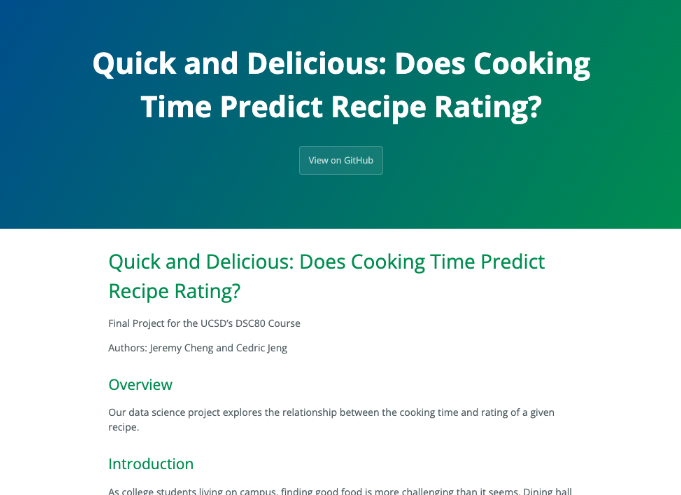 Quick and Delicious: Does Cooking
Time Predict Recipe Rating?
View on GitHub
Quick and Delicious: Does Cooking Time Predict
Recipe Rating?
Final Project for the UCSD's DSC80 Course
Authors: Jeremy Cheng and Cedric Jeng
Overview
Our data science project explores the relationship between the cooking time and rating of a given
recipe.
Introduction
As college students living on campus, finding good food is more challenging than it seems. Dining hall